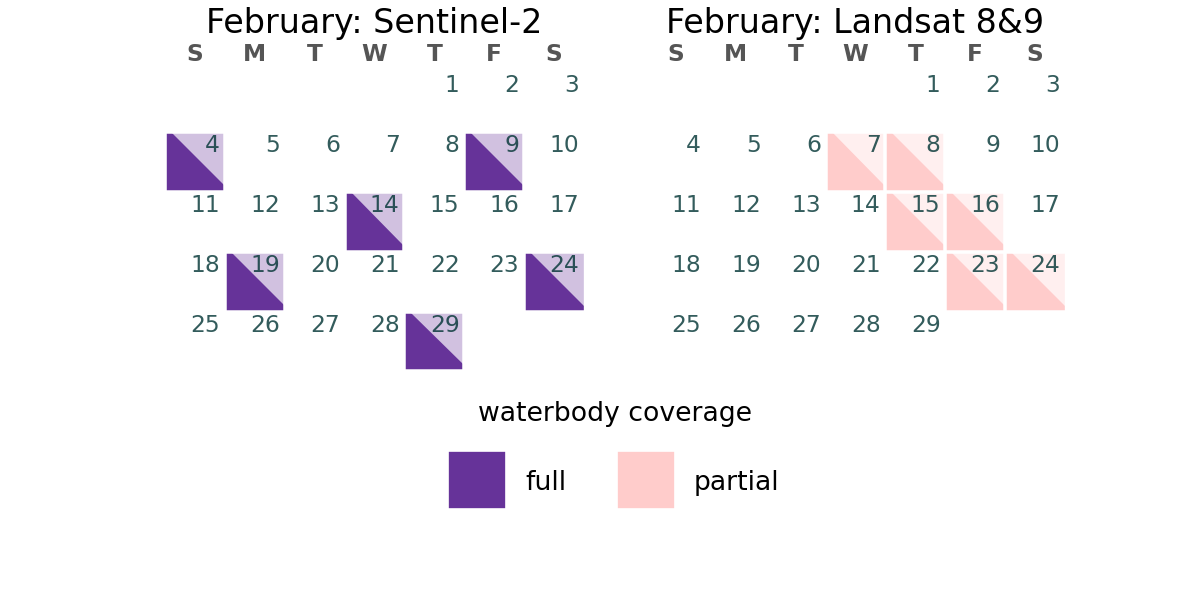 February: Sentinel-2
S M T W T F S
1 2 3
4 5 6 7 8 9 10
11 12 13 14 15 16 17
18 19 20 21 22 23 24
25 26 27 28 29
February: Landsat 8&9
S M T W T F S
1 2 3
4 5 6 7 8 9 10
11 12 13 14 15 16 17
18 19 20 21 22 23 24
25 26 27 28 29
waterbody coverage
full partial